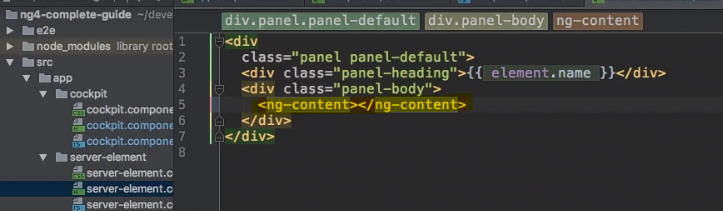 ng4-complete-guide ~/deve
e2e
node_modules library root
src
app
cockpit
cockpit.compone
cockpit.compone
cockpit.compone
server-element
server-element.c
server-element.c
server-element.c
div.panel.panel-default div.panel-body ng-content
1 <div
2 class="panel panel-default">
3 <div class="panel-heading">{{ element.name }}</div>
4 <div class="panel-body">
5 <ng-content></ng-content>
6 </div>
7 </div>
8